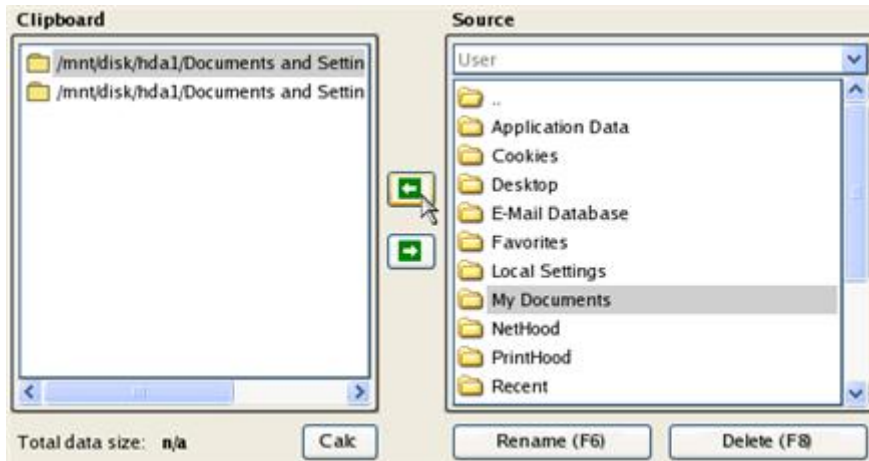 Clipboard
/mnt/disk/hda1/Documents and Settin
/mnt/disk/hda1/Documents and Settin
Total data size: n/a
Calc
Source
User
..
Application Data
Cookies
Desktop
E-Mail Database
Favorites
Local Settings
My Documents
NetHood
PrintHood
Recent
Rename (F6)
Delete (F8)